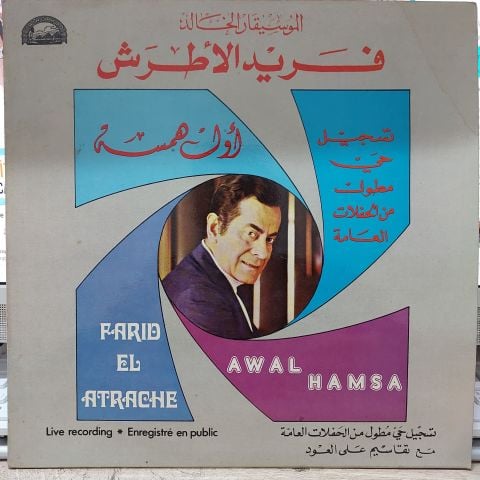 الموسيقار الخالد
فريد الأطرش
أول همسة
تسجيل
حي
مطول
من الحفلات
العامة
FARID
EL
ATRACHE
AWAL
HAMSA
Live recording • Enregistré en public
تسجيل حي مطول من الحفلات العامة
مع تقاسيم على العود